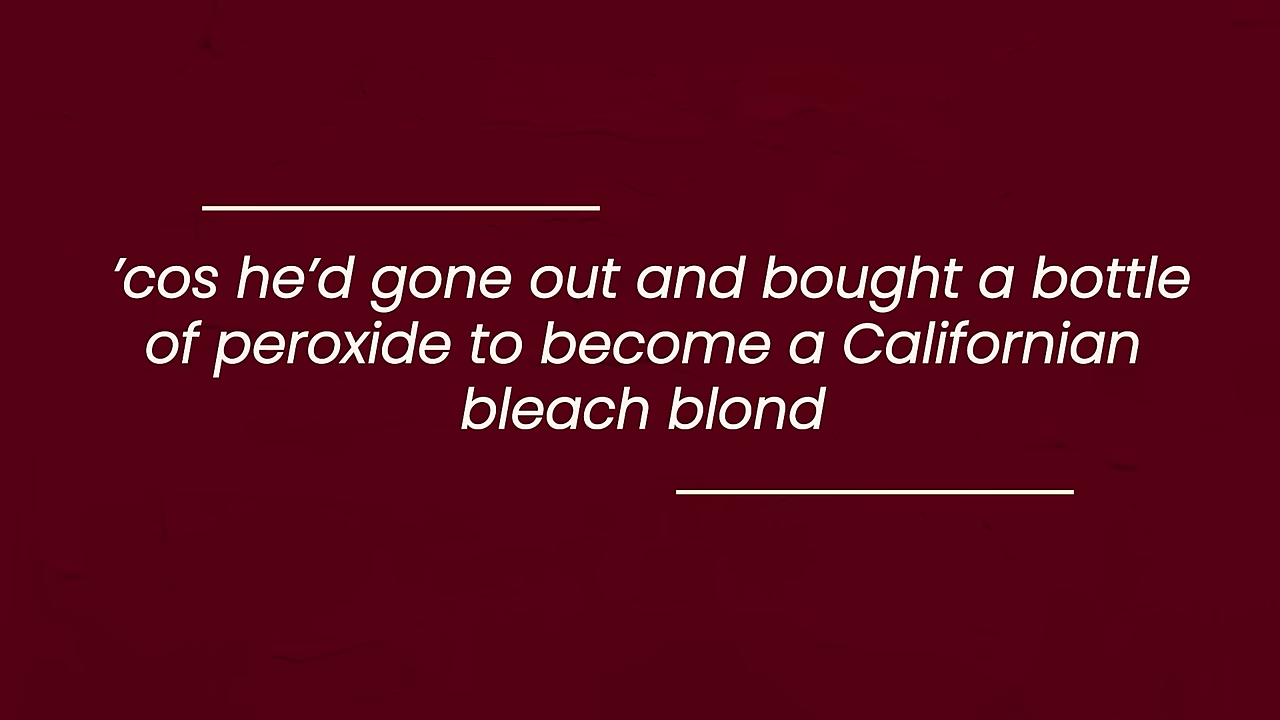 ’cos he’d gone out and bought a bottle
of peroxide to become a Californian
bleach blond